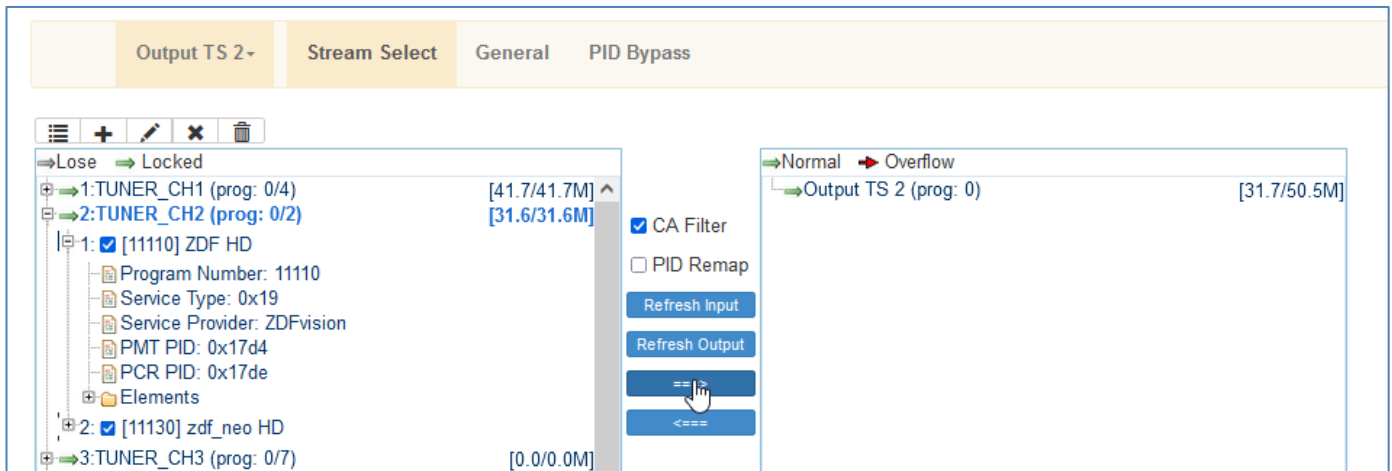 Output TS 2 Stream Select General PID Bypass
⇒Lose ⇒ Locked
1:TUNER_CH1 (prog: 0/4) [41.7/41.7M]
2:TUNER_CH2 (prog: 0/2) [31.6/31.6M]
1: [11110] ZDF HD
Program Number: 11110
Service Type: 0x19
Service Provider: ZDFvision
PMT PID: 0x17d4
PCR PID: 0x17de
Elements
2: [11130] zdf_neo HD
3:TUNER_CH3 (prog: 0/7) [0.0/0.0M]
CA Filter
PID Remap
Refresh Input
Refresh Output
<===
⇒Normal Overflow
Output TS 2 (prog: 0) [31.7/50.5M]